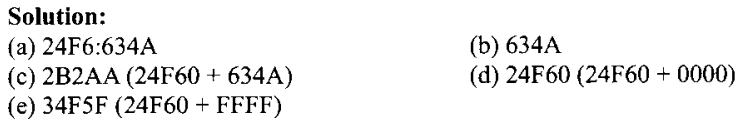 Solution:
(a) 24F6:634A (b) 634A
(c) 2B2AA (24F60 + 634A) (d) 24F60 (24F60 + 0000)
(e) 34F5F (24F60 + FFFF)